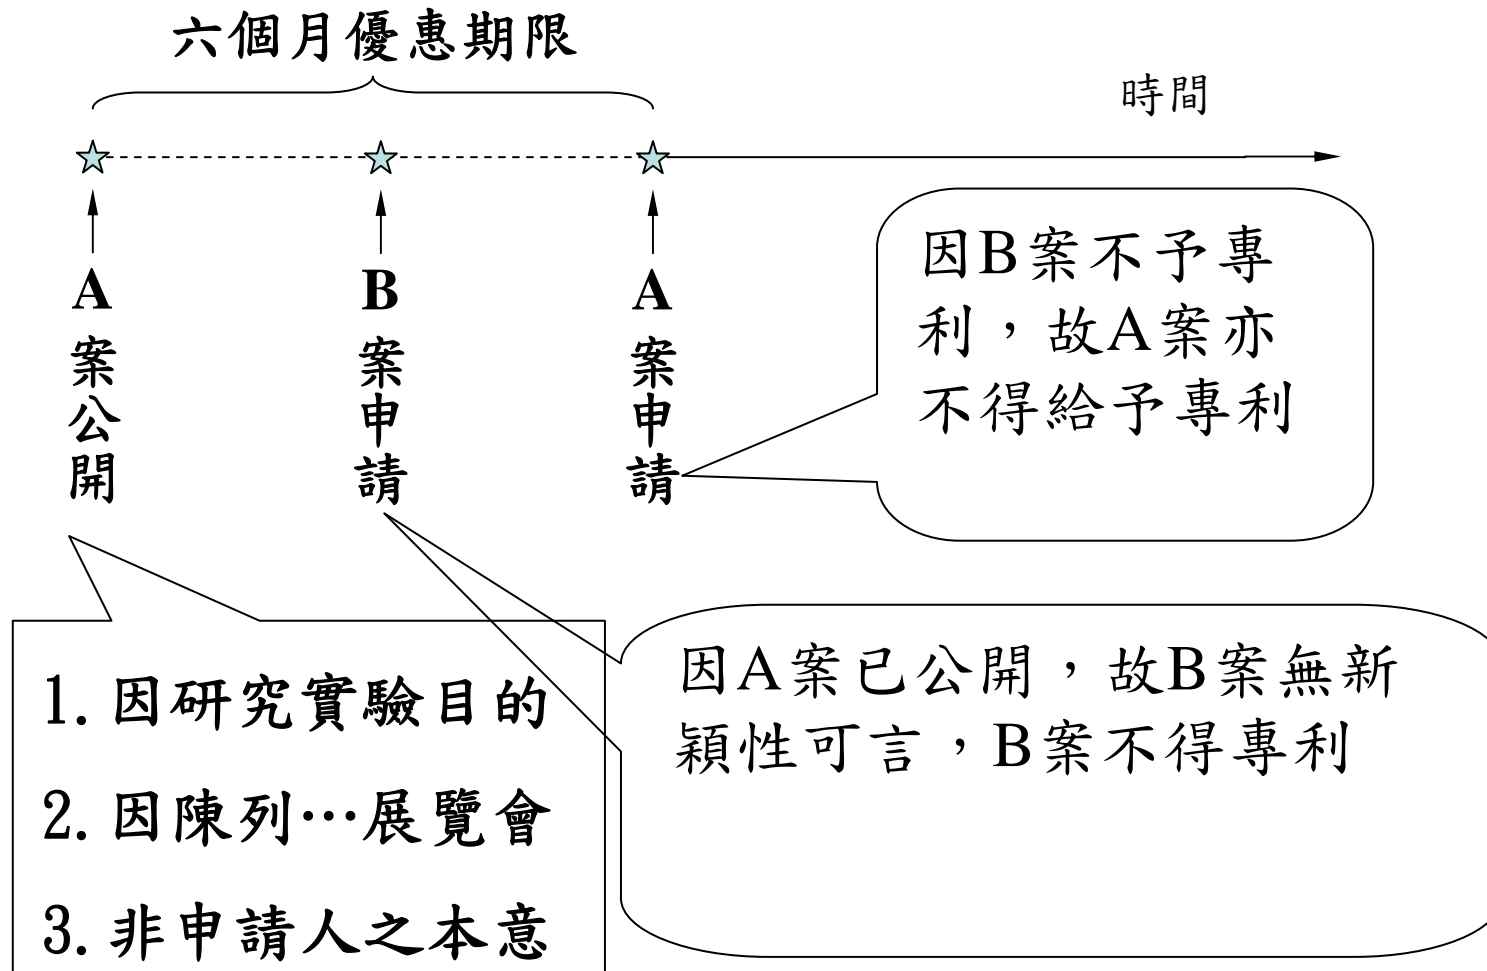 六個月優惠期限
時間
A案公開
B案申請
A案申請
因B案不予專
利，故A案亦
不得給予專利
1. 因研究實驗目的
2. 因陳列…展覽會
3. 非申請人之本意
因A案已公開，故B案無新
穎性可言，B案不得專利